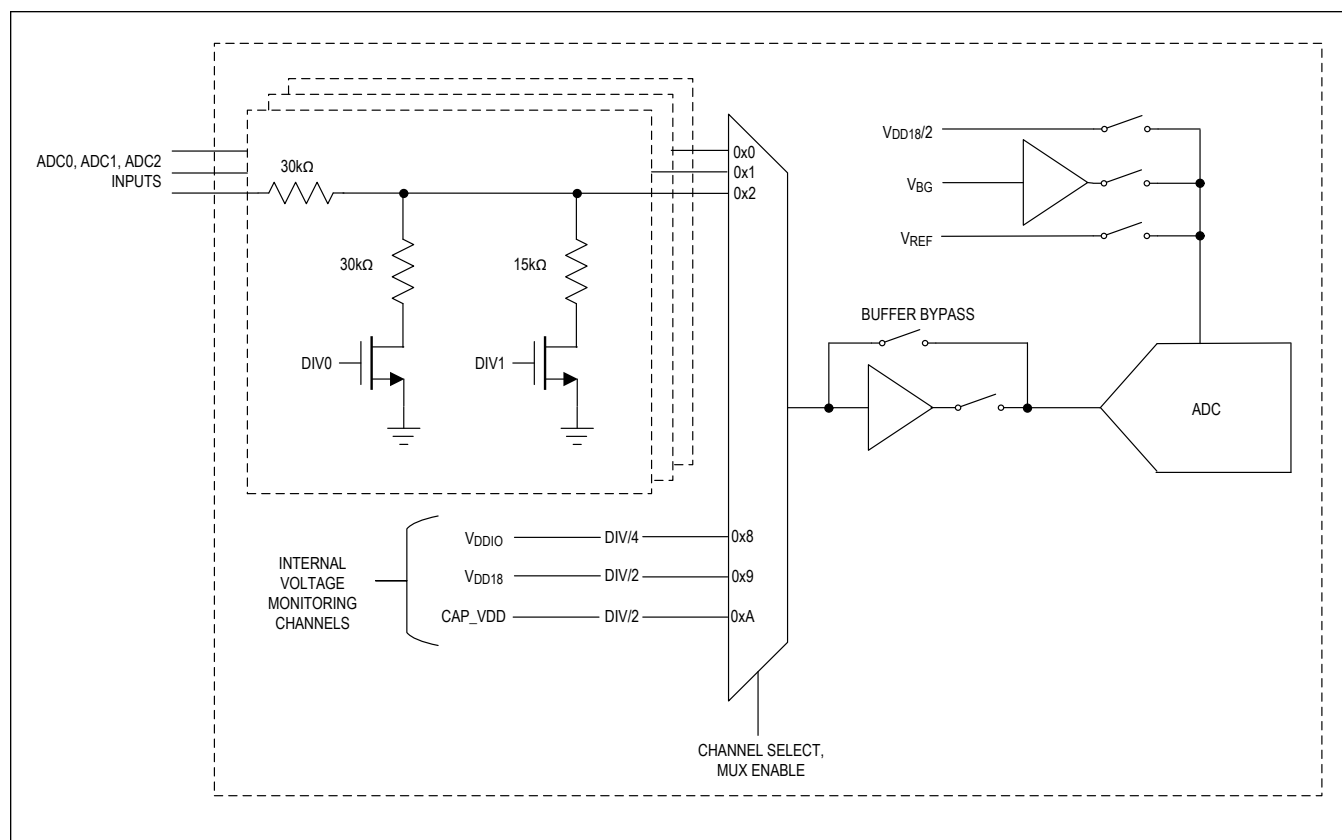 ADC0, ADC1, ADC2
INPUTS
30kΩ
30kΩ
15kΩ
DIV0
DIV1
0x0
0x1
0x2
VDD18/2
VBG
VREF
BUFFER BYPASS
ADC
INTERNAL
VOLTAGE
MONITORING
CHANNELS
VDDIO
DIV/4
0x8
VDD18
DIV/2
0x9
CAP_VDD
DIV/2
0xA
CHANNEL SELECT,
MUX ENABLE